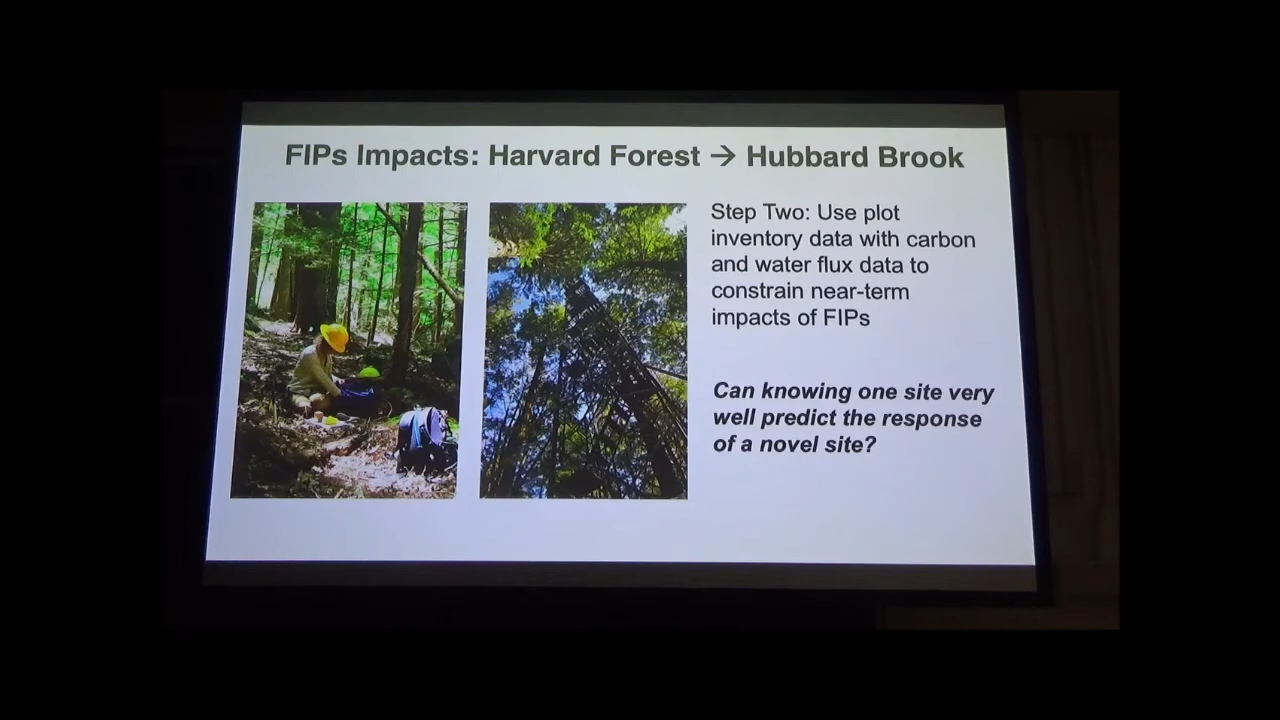 FIPs Impacts: Harvard Forest → Hubbard Brook
Step Two: Use plot
inventory data with carbon
and water flux data to
constrain near-term
impacts of FIPs
Can knowing one site very
well predict the response
of a novel site?